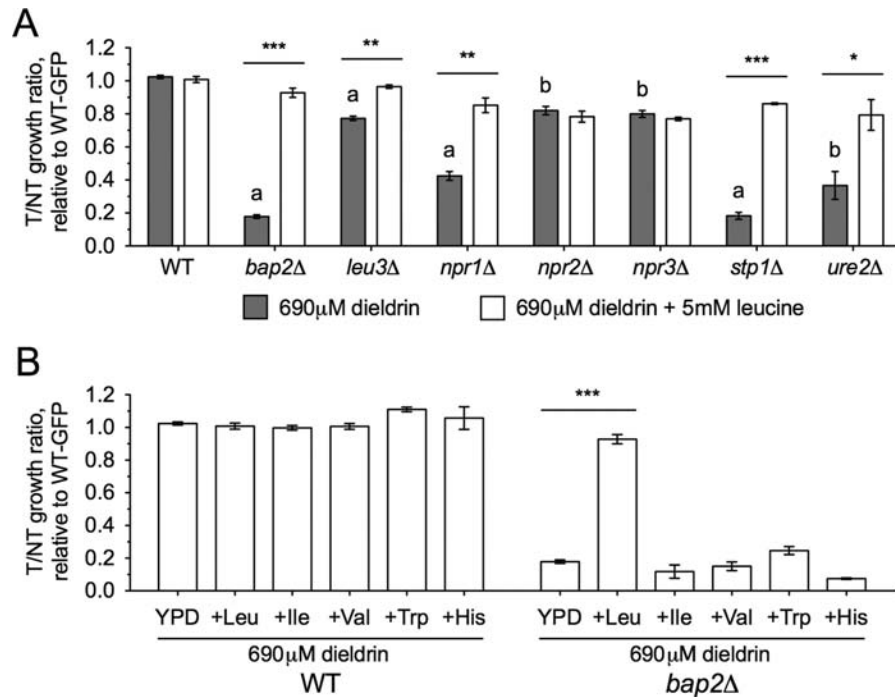 A
T/NT growth ratio,
relative to WT-GFP
1.2
1.0
0.8
0.6
0.4
0.2
0.0
*** ** ** *** *
a a a b b a b
WT bap2Δ leu3Δ npr1Δ npr2Δ npr3Δ stp1Δ ure2Δ
690μM dieldrin 690μM dieldrin + 5mM leucine
B
T/NT growth ratio,
relative to WT-GFP
1.2
1.0
0.8
0.6
0.4
0.2
0.0
***
YPD +Leu +Ile +Val +Trp +His YPD +Leu +Ile +Val +Trp +His
690μM dieldrin 690μM dieldrin
WT bap2Δ